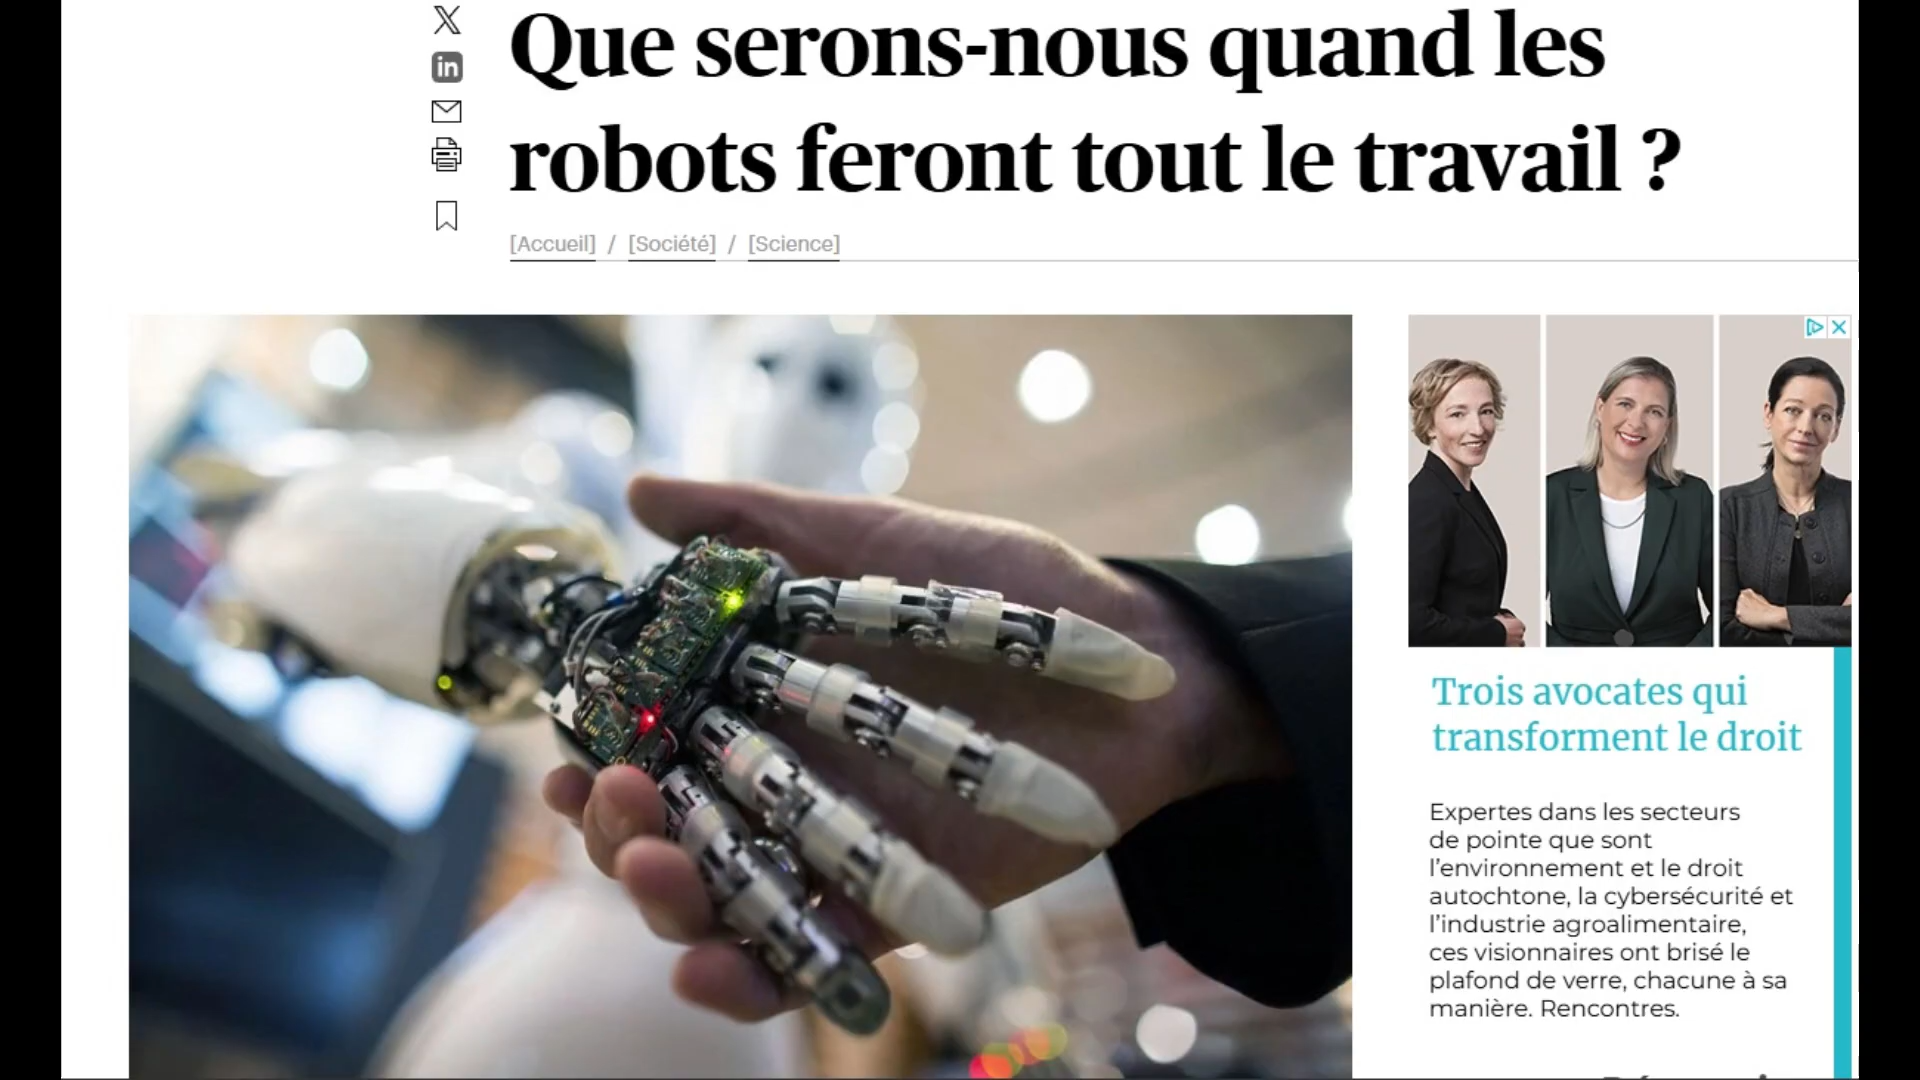 Que serons-nous quand les
robots feront tout le travail ?
[Accueil] / [Société] / [Science]
Trois avocates qui
transforment le droit
Expertes dans les secteurs
de pointe que sont
l’environnement et le droit
autochtone, la cybersécurité et
l’industrie agroalimentaire,
ces visionnaires ont brisé le
plafond de verre, chacune à sa
manière. Rencontres.